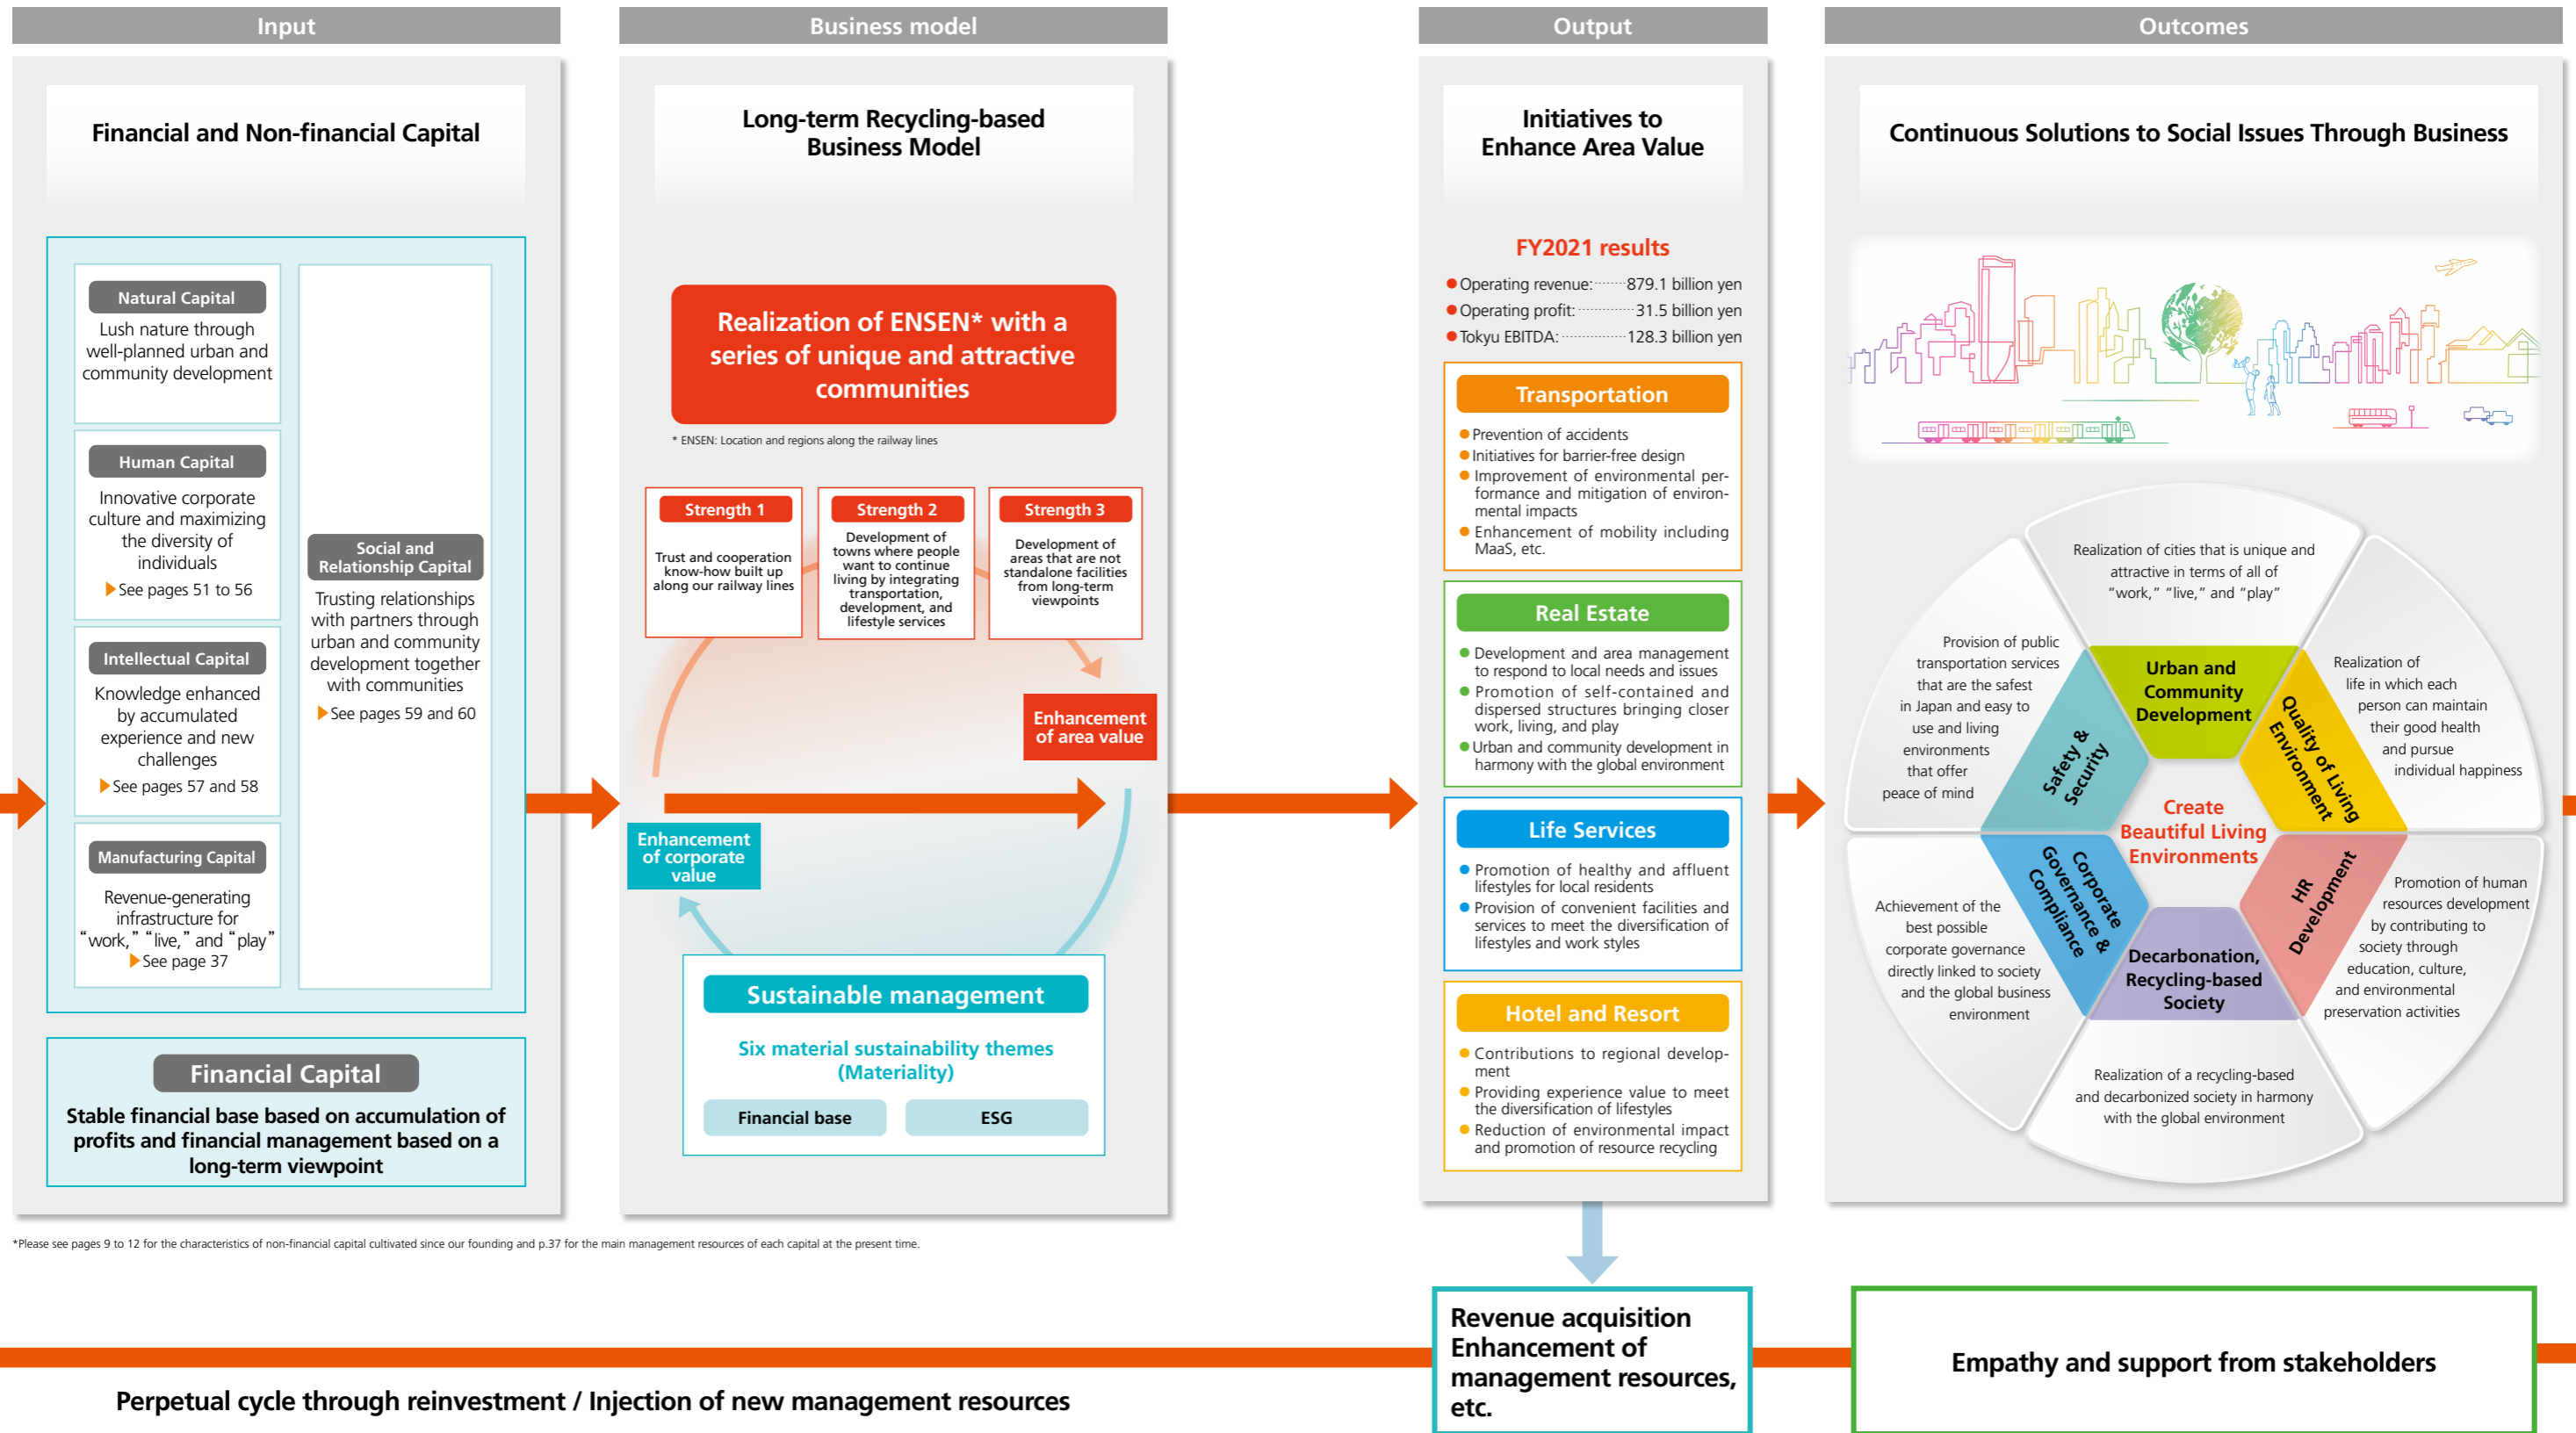 Input
Financial and Non-financial Capital
Natural Capital
Lush nature through
well-planned urban and
community development
Human Capital
Innovative corporate
culture and maximizing
the diversity of
individuals
See pages 51 to 56
Intellectual Capital
Knowledge enhanced
by accumulated
experience and new
challenges
See pages 57 and 58
Manufacturing Capital
Revenue-generating
infrastructure for
“work,” “live,” and “play”
See page 37
Social and
Relationship Capital
Trusting relationships
with partners through
urban and community
development together
with communities
See pages 59 and 60
Financial Capital
Stable financial base based on accumulation of
profits and financial management based on a
long-term viewpoint
*Please see pages 9 to 12 for the characteristics of non-financial capital cultivated since our founding and p.37 for the main management resources of each capital at the present time.
Business model
Long-term Recycling-based
Business Model
Realization of ENSEN* with a
series of unique and attractive
communities
* ENSEN: Location and regions along the railway lines
Strength 1
Trust and cooperation
know-how built up
along our railway lines
Strength 2
Development of
towns where people
want to continue
living by integrating
transportation,
development, and
lifestyle services
Strength 3
Development of
areas that are not
standalone facilities
from long-term
viewpoints
Enhancement
of area value
Enhancement
of corporate
value
Sustainable management
Six material sustainability themes
(Materiality)
Financial base
ESG
Output
Initiatives to
Enhance Area Value
FY2021 results
●Operating revenue:········879.1 billion yen
●Operating profit:··············31.5 billion yen
●Tokyu EBITDA:················128.3 billion yen
Transportation
●Prevention of accidents
●Initiatives for barrier-free design
●Improvement of environmental per-
formance and mitigation of environ-
mental impacts
●Enhancement of mobility including
MaaS, etc.
Real Estate
●Development and area management
to respond to local needs and issues
●Promotion of self-contained and
dispersed structures bringing closer
work, living, and play
●Urban and community development in
harmony with the global environment
Life Services
●Promotion of healthy and affluent
lifestyles for local residents
●Provision of convenient facilities and
services to meet the diversification of
lifestyles and work styles
Hotel and Resort
●Contributions to regional develop-
ment
●Providing experience value to meet
the diversification of lifestyles
●Reduction of environmental impact
and promotion of resource recycling
Outcomes
Continuous Solutions to Social Issues Through Business
Realization of cities that is unique and
attractive in terms of all of
“work,” “live,” and “play”
Urban and
Community
Development
Realization of
life in which each
person can maintain
their good health
and pursue
individual happiness
Quality of Living
Environment
Promotion of human
resources development
by contributing to
society through
education, culture,
and environmental
preservation activities
HR
Development
Realization of a recycling-based
and decarbonized society in harmony
with the global environment
Decarbonation,
Recycling-based
Society
Achievement of the
best possible
corporate governance
directly linked to society
and the global business
environment
Corporate
Governance &
Compliance
Provision of public
transportation services
that are the safest
in Japan and easy to
use and living
environments
that offer
peace of mind
Safety &
Security
Create
Beautiful Living
Environments
Revenue acquisition
Enhancement of
management resources,
etc.
Empathy and support from stakeholders
Perpetual cycle through reinvestment / Injection of new management resources